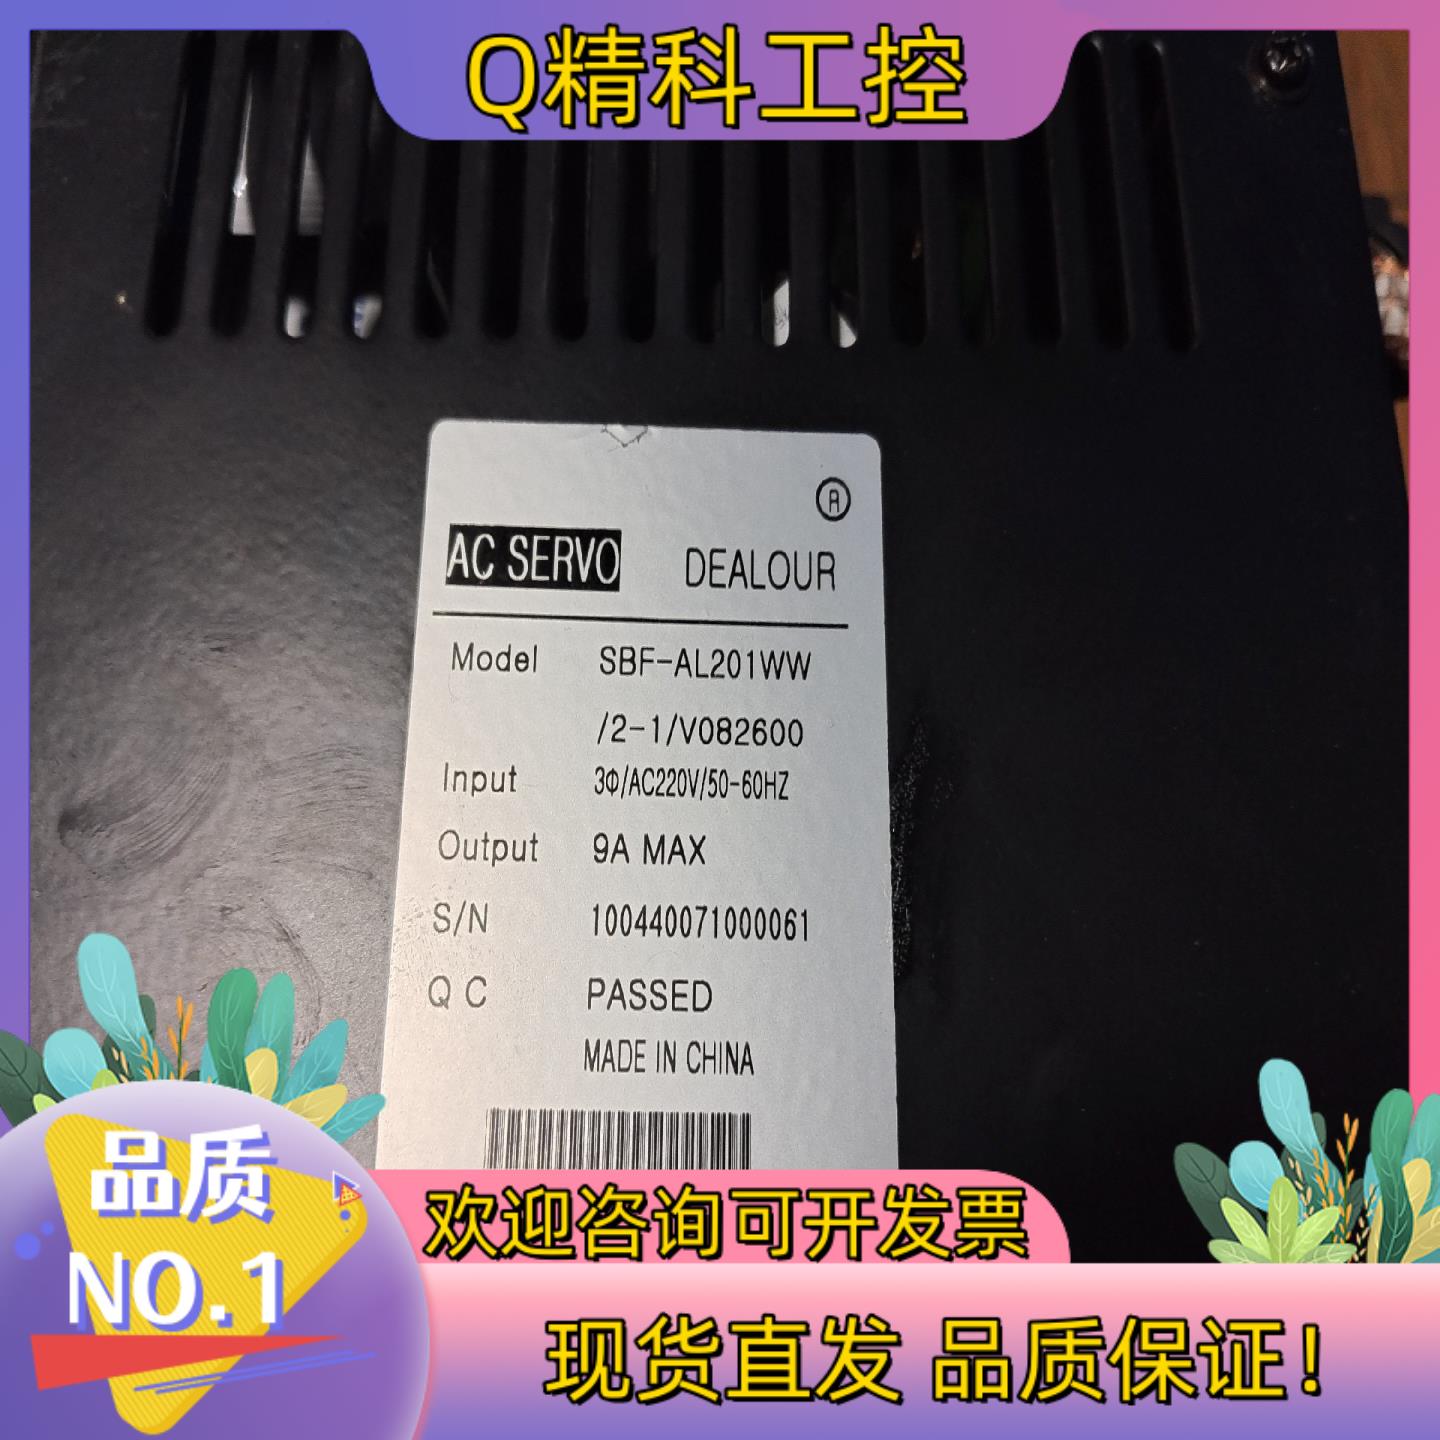 Q精科工控
®
AC SERVO DEALOUR
Model SBF-AL201WW
/2-1/V082600
Input 3Φ/AC220V/50-60HZ
Output 9A MAX
S/N 100440071000061
Q C PASSED
MADE IN CHINA
品质
NO.1
欢迎咨询可开发票
现货直发 品质保证!